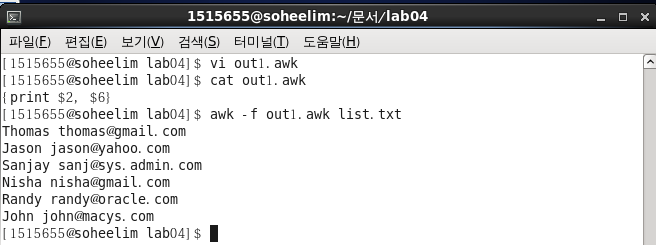 1515655@soheelim:~/문서/lab04
파일(F) 편집(E) 보기(V) 검색(S) 터미널(T) 도움말(H)
[1515655@soheelim lab04]$ vi out1.awk
[1515655@soheelim lab04]$ cat out1.awk
{print $2, $6}
[1515655@soheelim lab04]$ awk -f out1.awk list.txt
Thomas thomas@gmail.com
Jason jason@yahoo.com
Sanjay sanj@sys.admin.com
Nisha nisha@gmail.com
Randy randy@oracle.com
John john@macys.com
[1515655@soheelim lab04]$